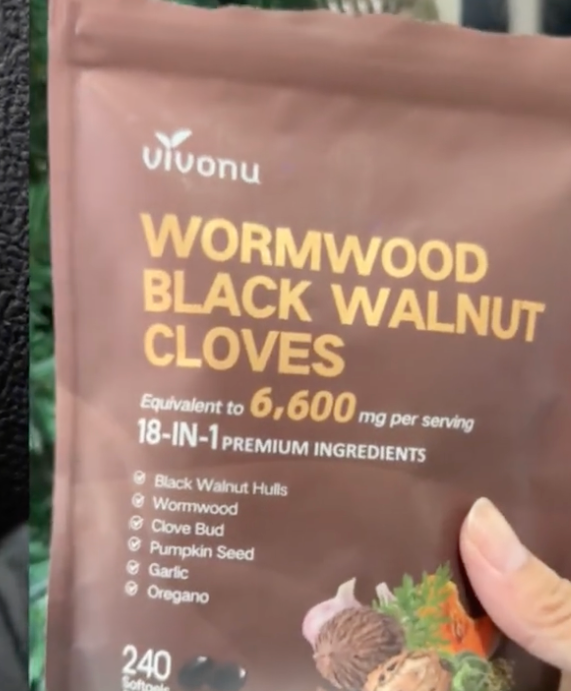 vivonu
WORMWOOD
BLACK WALNUT
CLOVES
Equivalent to 6,600 mg per serving
18-IN-1 PREMIUM INGREDIENTS
Black Walnut Hulls
Wormwood
Clove Bud
Pumpkin Seed
Garlic
Oregano
240
Softgels